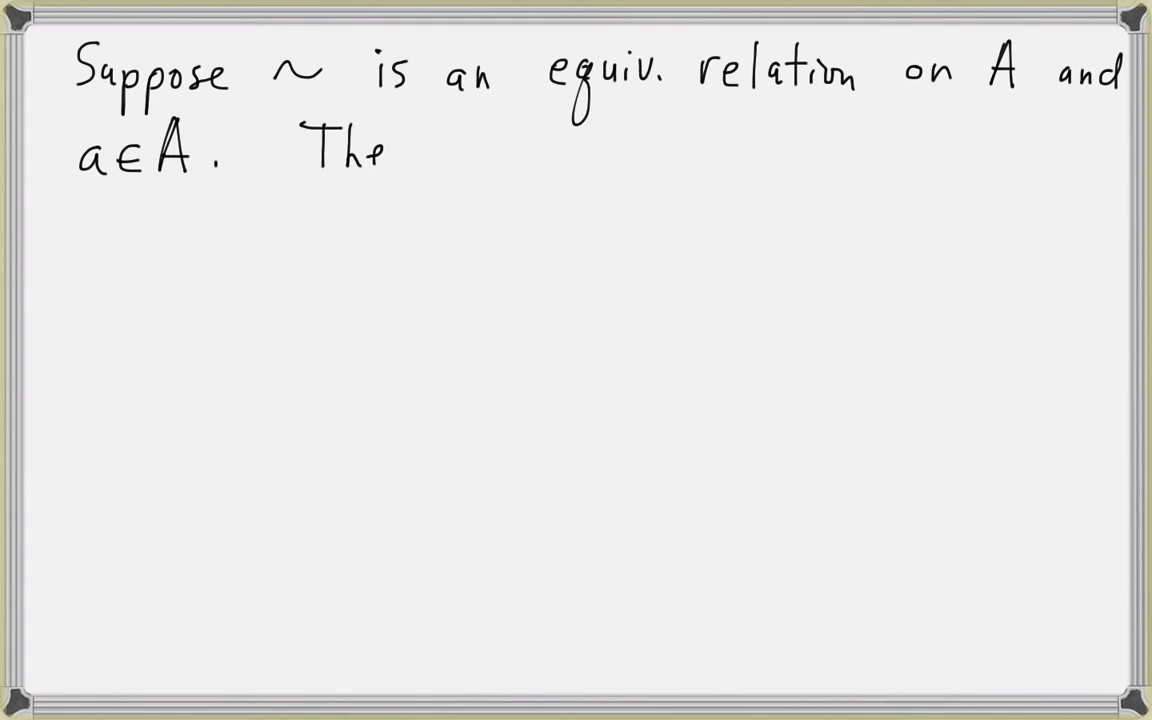 Suppose ~ is an equiv. relation on A and
a ∈ A. The